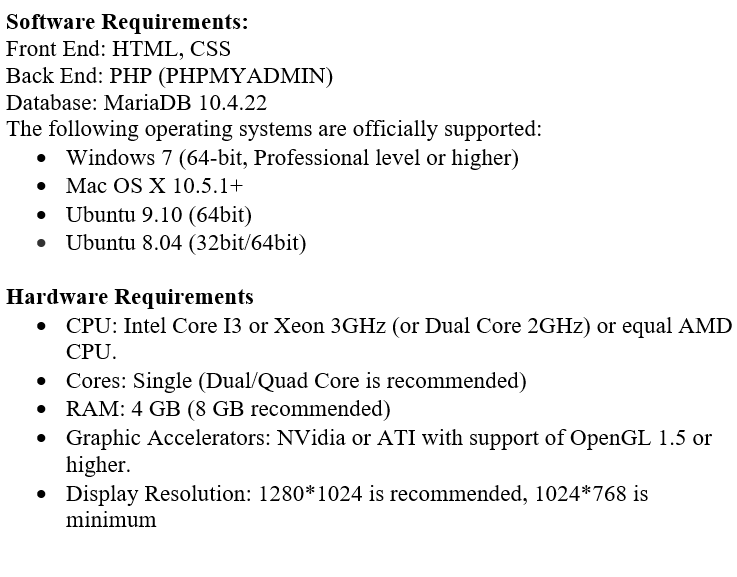 Software Requirements:
Front End: HTML, CSS
Back End: PHP (PHPMYADMIN)
Database: MariaDB 10.4.22
The following operating systems are officially supported:
• Windows 7 (64-bit, Professional level or higher)
• Mac OS X 10.5.1+
• Ubuntu 9.10 (64bit)
• Ubuntu 8.04 (32bit/64bit)
Hardware Requirements
• CPU: Intel Core I3 or Xeon 3GHz (or Dual Core 2GHz) or equal AMD
CPU.
• Cores: Single (Dual/Quad Core is recommended)
• RAM: 4 GB (8 GB recommended)
• Graphic Accelerators: NVidia or ATI with support of OpenGL 1.5 or
higher.
• Display Resolution: 1280*1024 is recommended, 1024*768 is
minimum